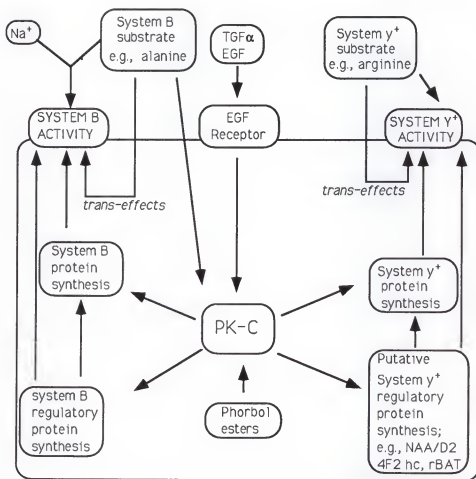 Na+
System B
substrate
e.g., alanine
TGFα
EGF
System y+
substrate
e.g., arginine
SYSTEM B
ACTIVITY
EGF
Receptor
SYSTEM Y+
ACTIVITY
trans-effects
trans-effects
System B
protein
synthesis
System y+
protein
synthesis
PK-C
system B
regulatory
protein
synthesis
Phorbol
esters
Putative
System y+
regulatory
protein
synthesis;
e.g., NAA/D2
4F2 hc, rBAT